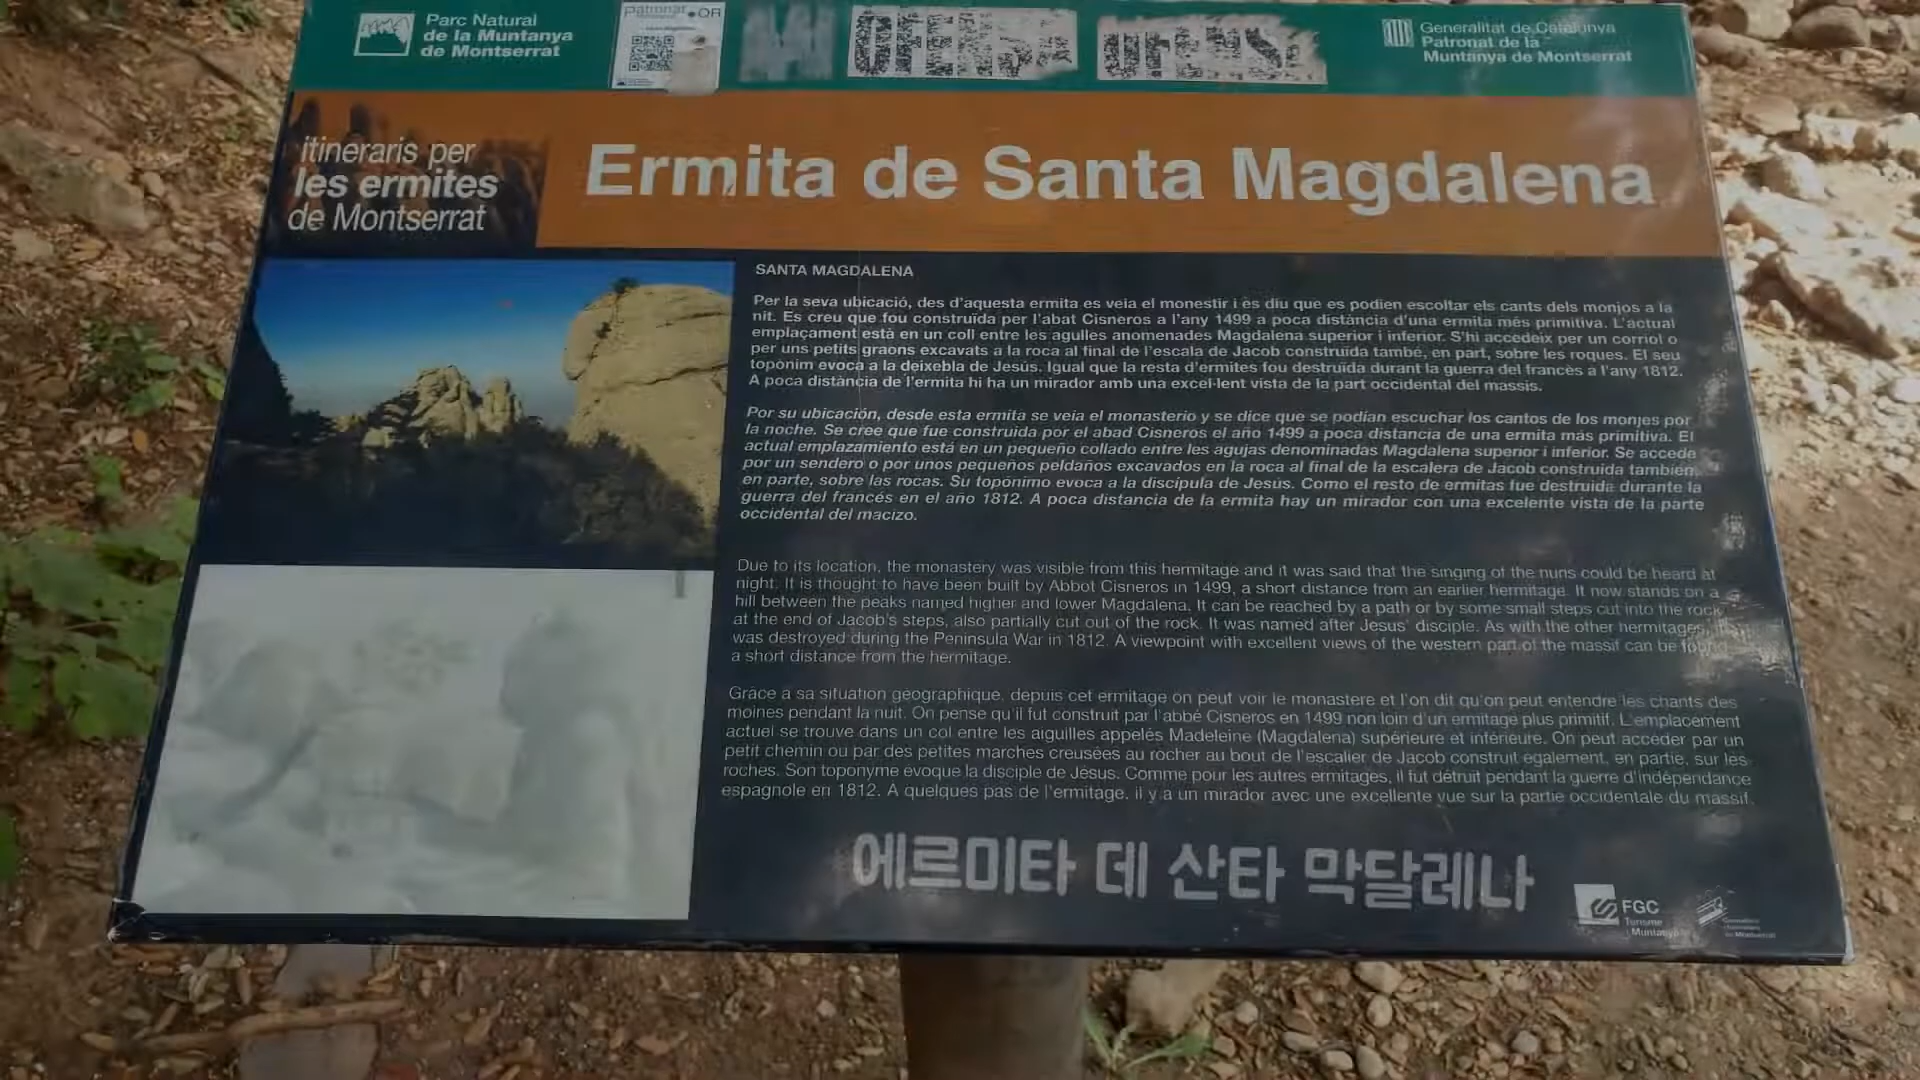 Parc Natural
de la Muntanya
de Montserrat
Patronat
OR
Generalitat de Catalunya
Patronat de la
Muntanya de Montserrat
itineraris per
les ermites
de Montserrat
Ermita de Santa Magdalena
SANTA MAGDALENA
Per la seva ubicació, des d'aquesta ermita es veia el monestir i es diu que es podien escoltar els cants dels monjos a la
nit. Es creu que fou construïda per l'abat Cisneros a l'any 1499 a poca distància d'una ermita més primitiva. L'actual
emplaçament està en un coll entre les agulles anomenades Magdalena superior i inferior. S'hi accedeix per un corriol o
per uns petits graons excavats a la roca al final de l'escala de Jacob construïda també, en part, sobre les roques. El seu
topònim evoca a la deixebla de Jesús. Igual que la resta d'ermites fou destruïda durant la guerra del francès a l'any 1812.
A poca distància de l'ermita hi ha un mirador amb una excel·lent vista de la part occidental del massís.
Por su ubicación, desde esta ermita se veía el monasterio y se dice que se podían escuchar los cantos de los monjes por
la noche. Se cree que fue construida por el abad Cisneros el año 1499 a poca distancia de una ermita más primitiva. El
actual emplazamiento está en un pequeño collado entre les agujas denominadas Magdalena superior i inferior. Se accede
por un sendero o por unos pequeños peldaños excavados en la roca al final de la escalera de Jacob construida también,
en parte, sobre las rocas. Su topónimo evoca a la discípula de Jesús. Como el resto de ermitas fue destruida durante la
guerra del francés en el año 1812. A poca distancia de la ermita hay un mirador con una excelente vista de la parte
occidental del macizo.
Due to its location, the monastery was visible from this hermitage and it was said that the singing of the nuns could be heard at
night. It is thought to have been built by Abbot Cisneros in 1499, a short distance from an earlier hermitage. It now stands on a
hill between the peaks named higher and lower Magdalena. It can be reached by a path or by some small steps cut into the rock
at the end of Jacob's steps, also partially cut out of the rock. It was named after Jesus' disciple. As with the other hermitages, it
was destroyed during the Peninsula War in 1812. A viewpoint with excellent views of the western part of the massif can be found
a short distance from the hermitage.
Grâce à sa situation géographique, depuis cet ermitage on peut voir le monastère et l'on dit qu'on peut entendre les chants des
moines pendant la nuit. On pense qu'il fut construit par l'abbé Cisneros en 1499 non loin d'un ermitage plus primitif. L'emplacement
actuel se trouve dans un col entre les aiguilles appelés Madeleine (Magdalena) supérieure et intérieure. On peut accéder par un
petit chemin ou par des petites marches creusées au rocher au bout de l'escalier de Jacob construit également, en partie, sur les
roches. Son toponyme évoque la disciple de Jésus. Comme pour les autres ermitages, il fut détruit pendant la guerre d'indépendance
espagnole en 1812. A quelques pas de l'ermitage, il y a un mirador avec une excellente vue sur la partie occidentale du massif.
에르미타 데 산타 막달레나
FGC
Turisme
i Muntanya